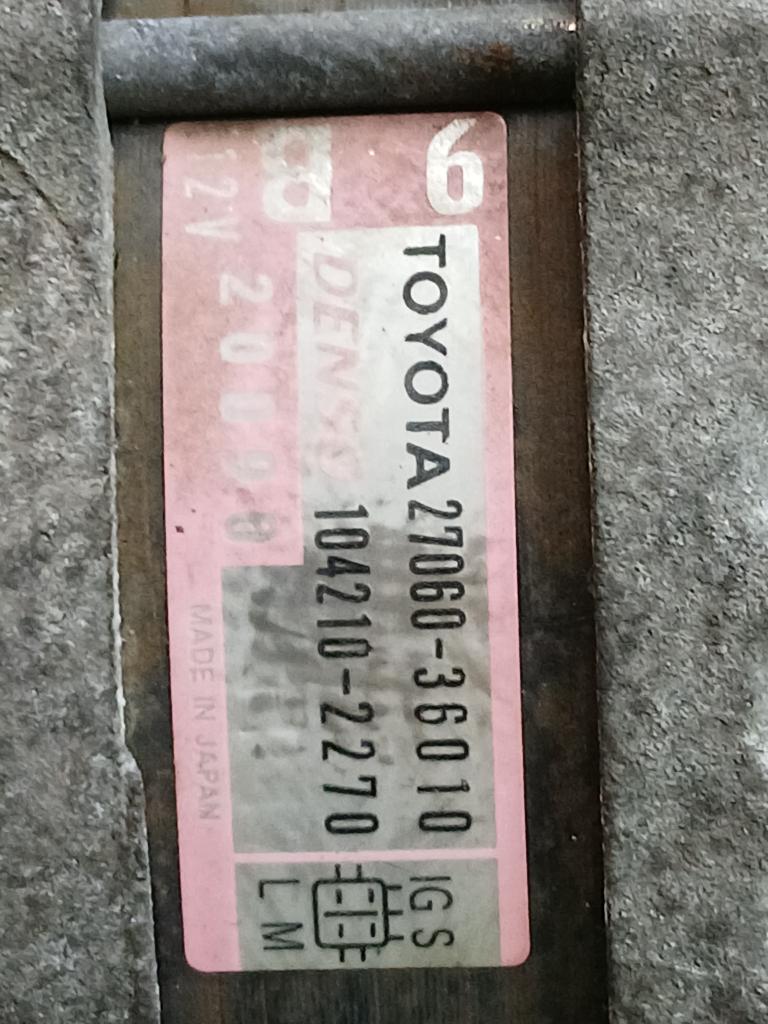 6
TOYOTA 27060-36010
DENSO 104210-2270
12V
MADE IN JAPAN
IG S
L M